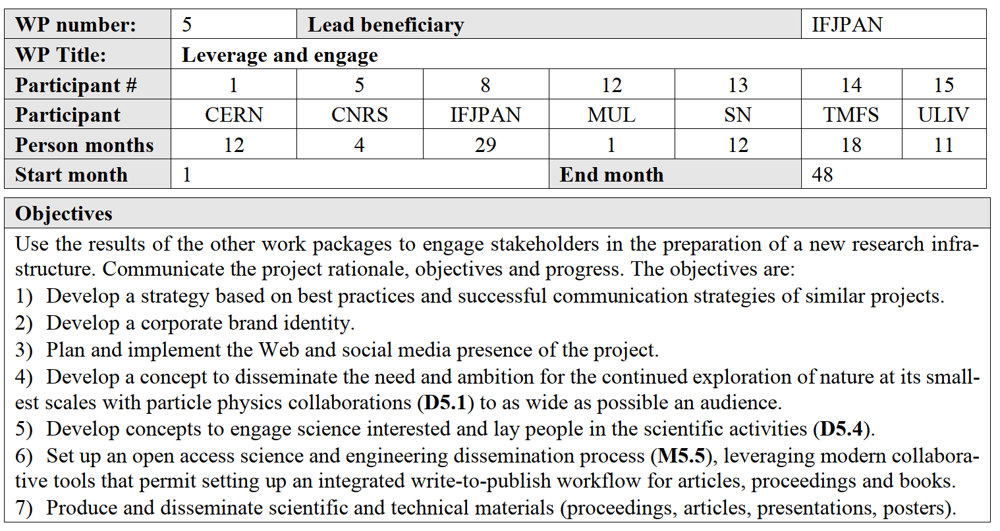 WP number: 5 Lead beneficiary IFJPAN
WP Title: Leverage and engage
Participant # 1 5 8 12 13 14 15
Participant CERN CNRS IFJPAN MUL SN TMFS ULIV
Person months 12 4 29 1 12 18 11
Start month 1 End month 48
Objectives
Use the results of the other work packages to engage stakeholders in the preparation of a new research infra-
structure. Communicate the project rationale, objectives and progress. The objectives are:
1) Develop a strategy based on best practices and successful communication strategies of similar projects.
2) Develop a corporate brand identity.
3) Plan and implement the Web and social media presence of the project.
4) Develop a concept to disseminate the need and ambition for the continued exploration of nature at its small-
est scales with particle physics collaborations (D5.1) to as wide as possible an audience.
5) Develop concepts to engage science interested and lay people in the scientific activities (D5.4).
6) Set up an open access science and engineering dissemination process (M5.5), leveraging modern collabora-
tive tools that permit setting up an integrated write-to-publish workflow for articles, proceedings and books.
7) Produce and disseminate scientific and technical materials (proceedings, articles, presentations, posters).